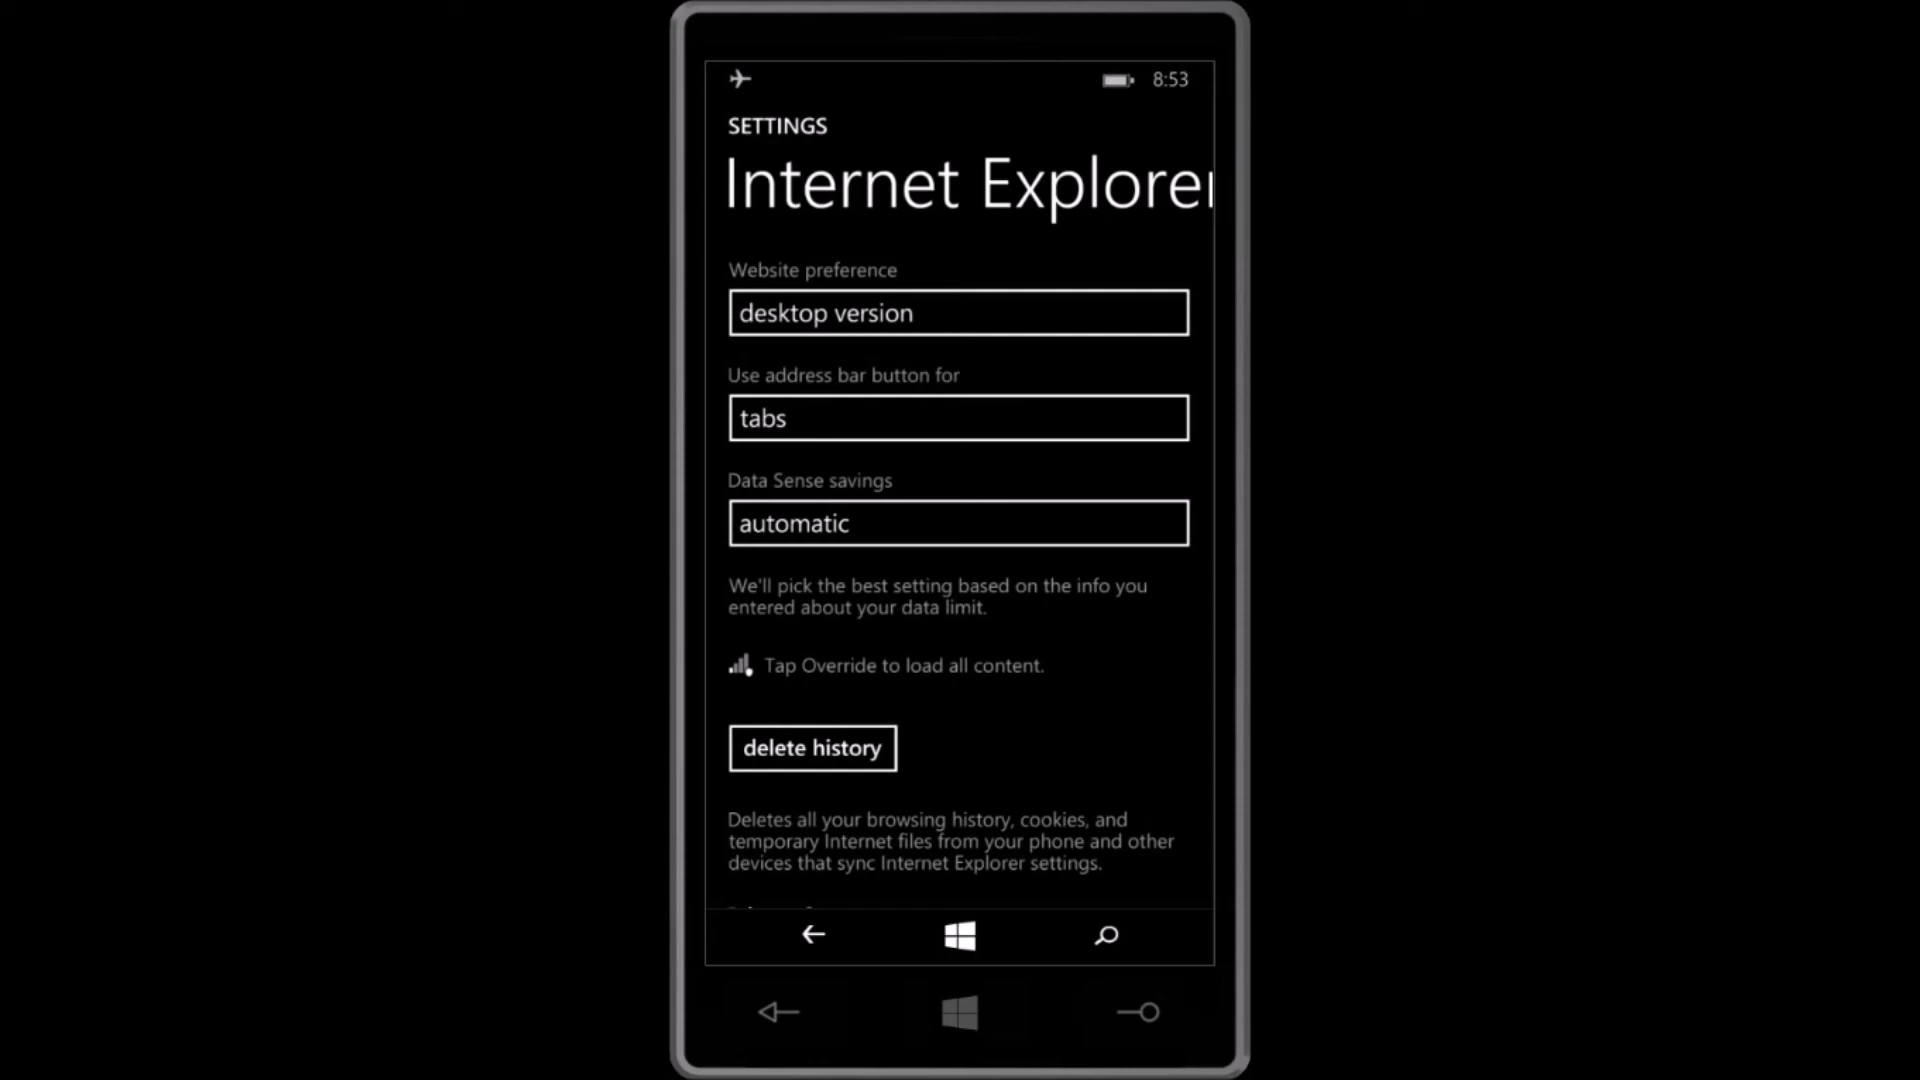 8:53
SETTINGS
Internet Explorer
Website preference
desktop version
Use address bar button for
tabs
Data Sense savings
automatic
We'll pick the best setting based on the info you
entered about your data limit.
Tap Override to load all content.
delete history
Deletes all your browsing history, cookies, and
temporary Internet files from your phone and other
devices that sync Internet Explorer settings.